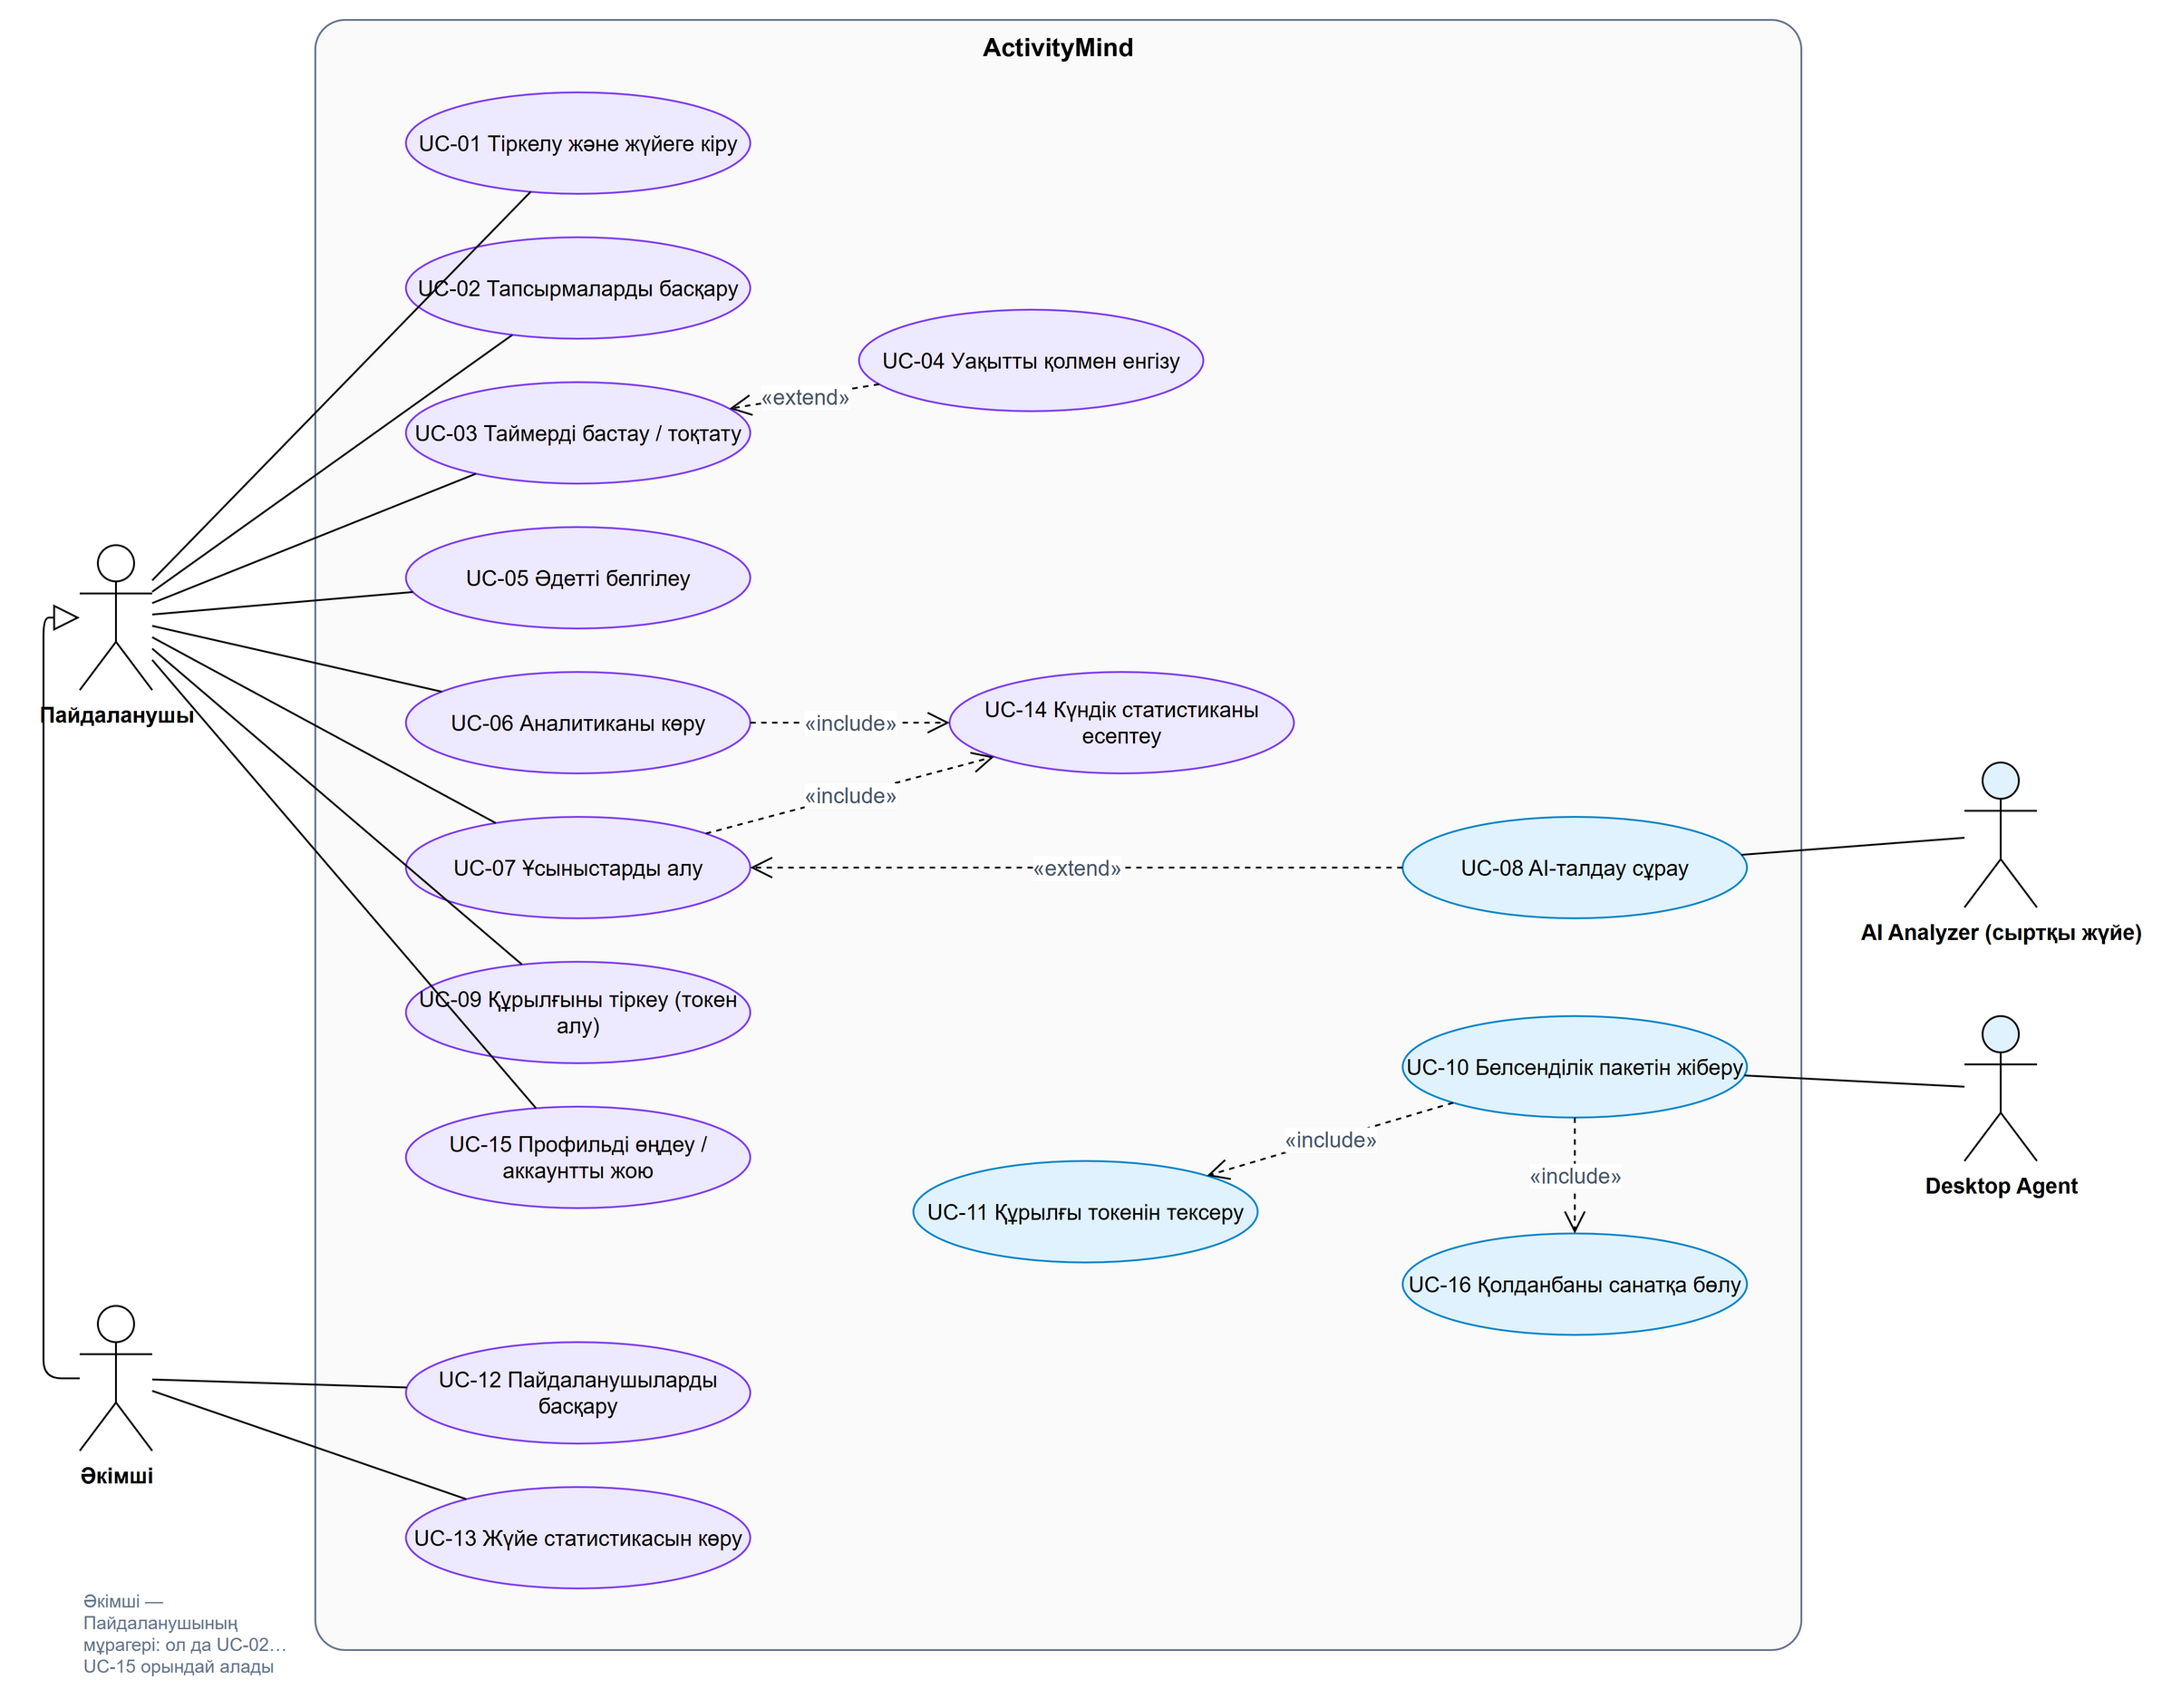 ActivityMind
UC-01 Тіркелу және жүйеге кіру
UC-02 Тапсырмаларды басқару
UC-04 Уақытты қолмен енгізу
«extend»
UC-03 Таймерді бастау / тоқтату
UC-05 Әдетті белгілеу
Пайдаланушы
UC-06 Аналитиканы көру
«include»
UC-14 Күндік статистиканы
есептеу
«include»
UC-07 Ұсыныстарды алу
«extend»
UC-08 AI-талдау сұрау
AI Analyzer (сыртқы жүйе)
UC-09 Құрылғыны тіркеу (токен
алу)
UC-10 Белсенділік пакетін жіберу
«include»
«include»
Desktop Agent
UC-15 Профильді өңдеу /
аккаунтты жою
UC-11 Құрылғы токенін тексеру
UC-16 Қолданбаны санатқа бөлу
UC-12 Пайдаланушыларды
басқару
Әкімші
UC-13 Жүйе статистикасын көру
Әкімші —
Пайдаланушының
мұрагері: ол да UC-02…
UC-15 орындай алады